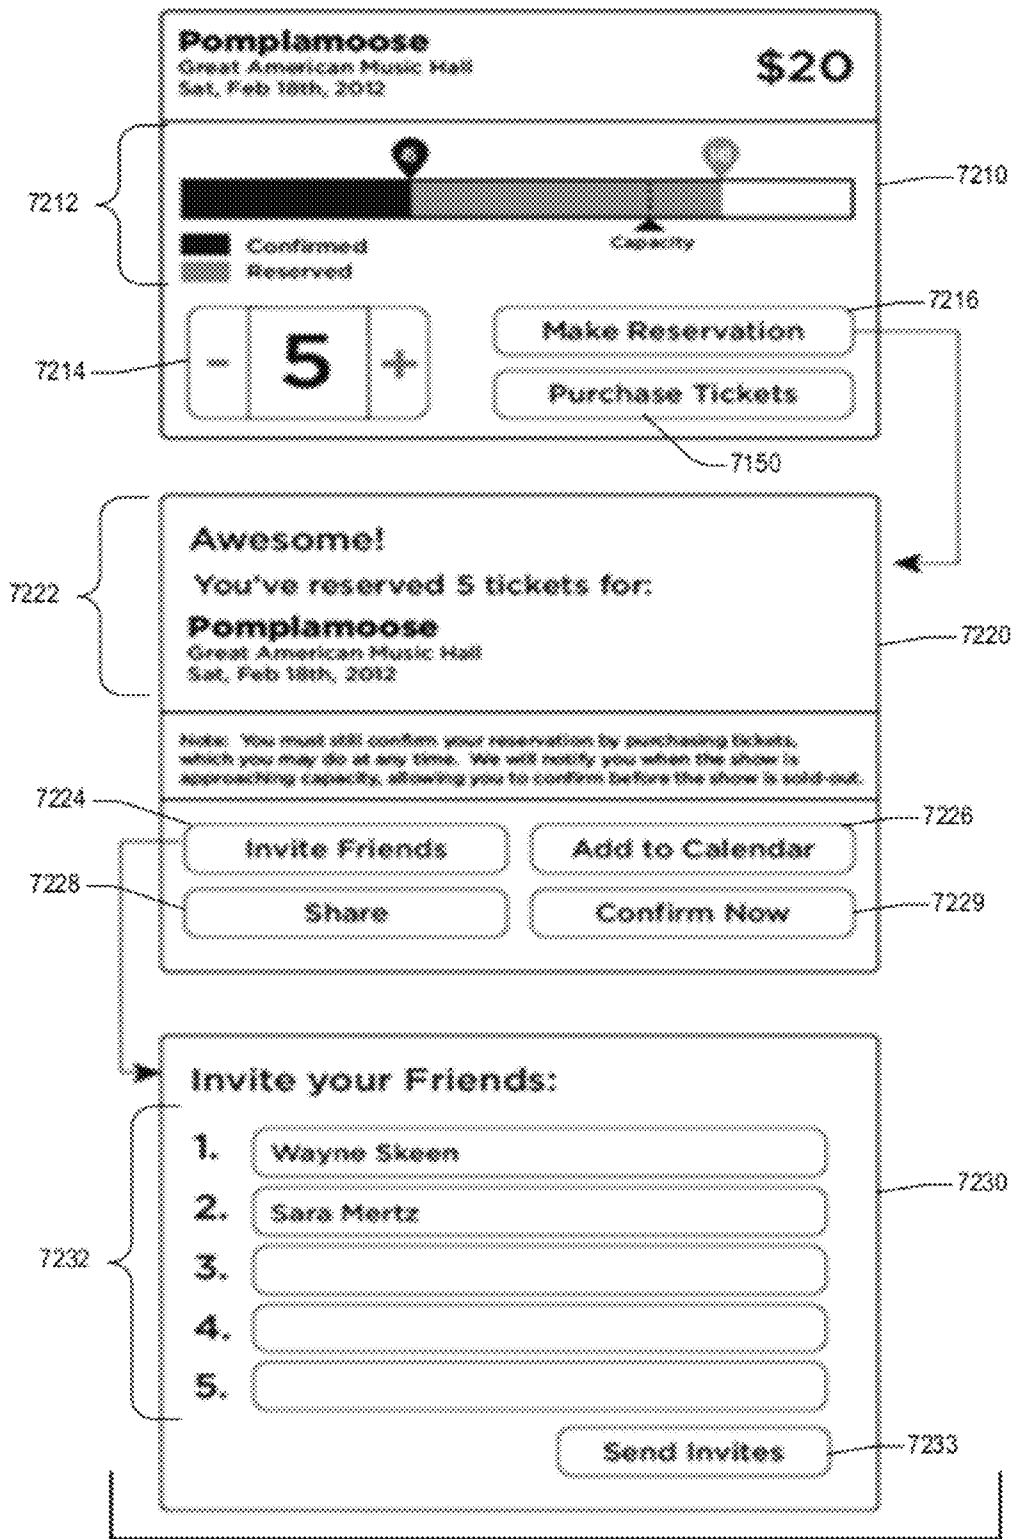 Pomplamoose
Great American Music Hall
Sat, Feb 18th, 2012
$20
7210
7212
Confirmed
Reserved
Capacity
7216
Make Reservation
7214
- 5 +
Purchase Tickets
7150
Awesome!
You've reserved 5 tickets for:
7222
Pomplamoose
Great American Music Hall
Sat, Feb 18th, 2012
7220
Note: You must still confirm your reservation by purchasing tickets,
which you may do at any time. We will notify you when the show is
approaching capacity, allowing you to confirm before the show is sold-out.
7224
7226
Invite Friends
Add to Calendar
7228
Share
Confirm Now
7229
Invite your Friends:
1. Wayne Skeen
7230
2. Sara Mertz
7232
3.
4.
5.
Send Invites
7233